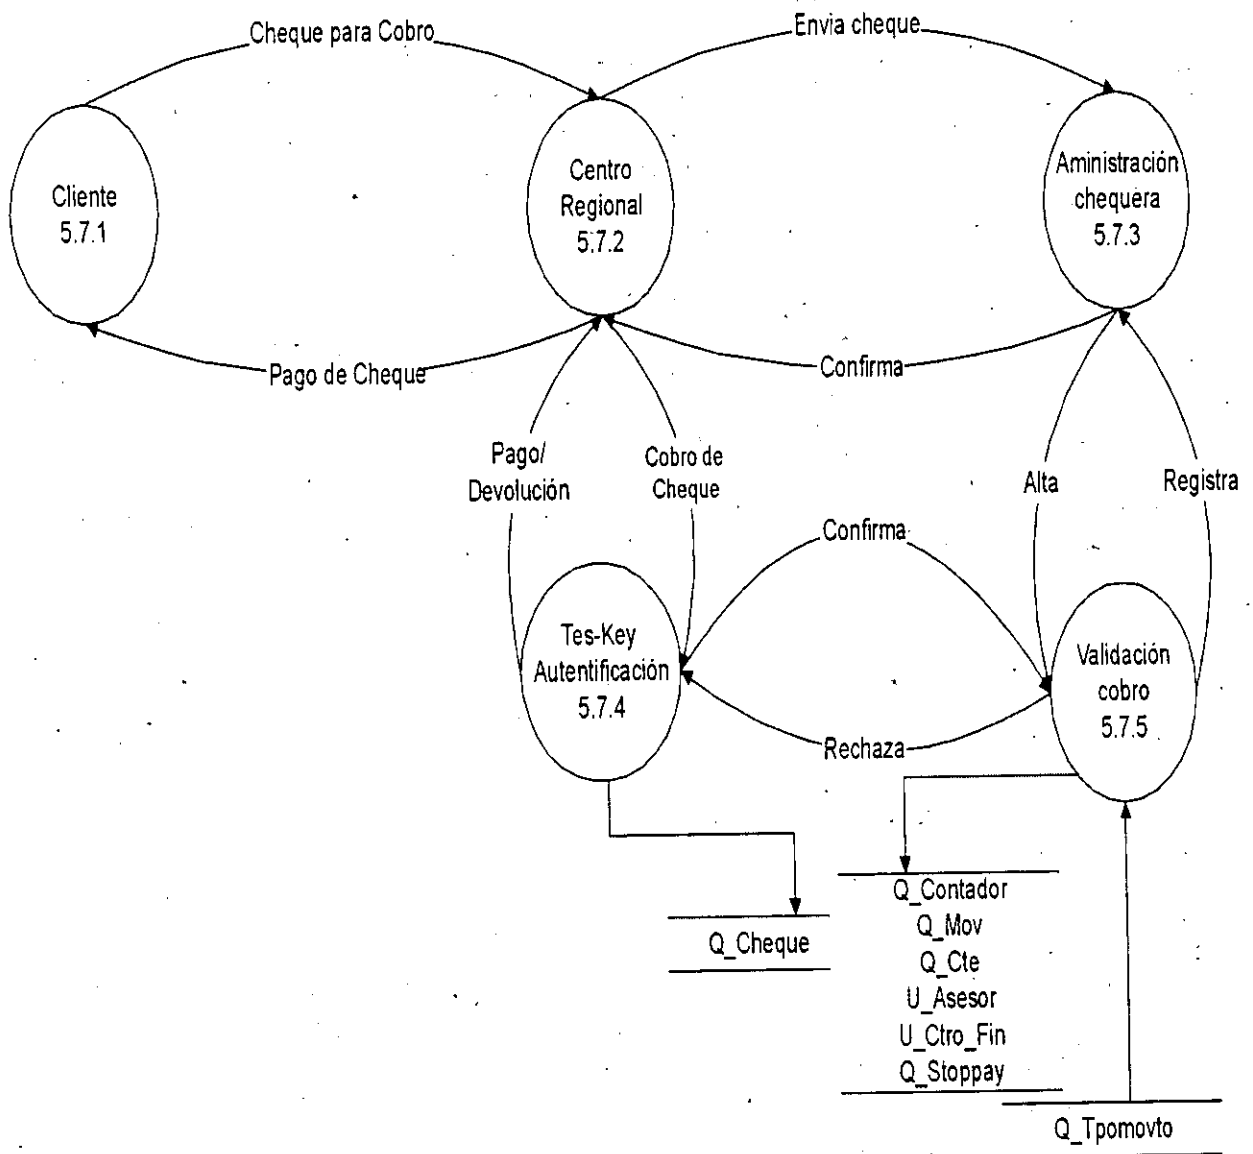 Cheque para Cobro
Envia cheque
Cliente
5.7.1
Centro
Regional
5.7.2
Aministración
chequera
5.7.3
Pago de Cheque
Confirma
Pago/
Devolución
Cobro de
Cheque
Alta
Registra
Confirma
Tes-Key
Autentificación
5.7.4
Validación
cobro
5.7.5
Rechaza
Q_Cheque
Q_Contador
Q_Mov
Q_Cte
U_Asesor
U_Ctro_Fin
Q_Stoppay
Q_Tpomovto